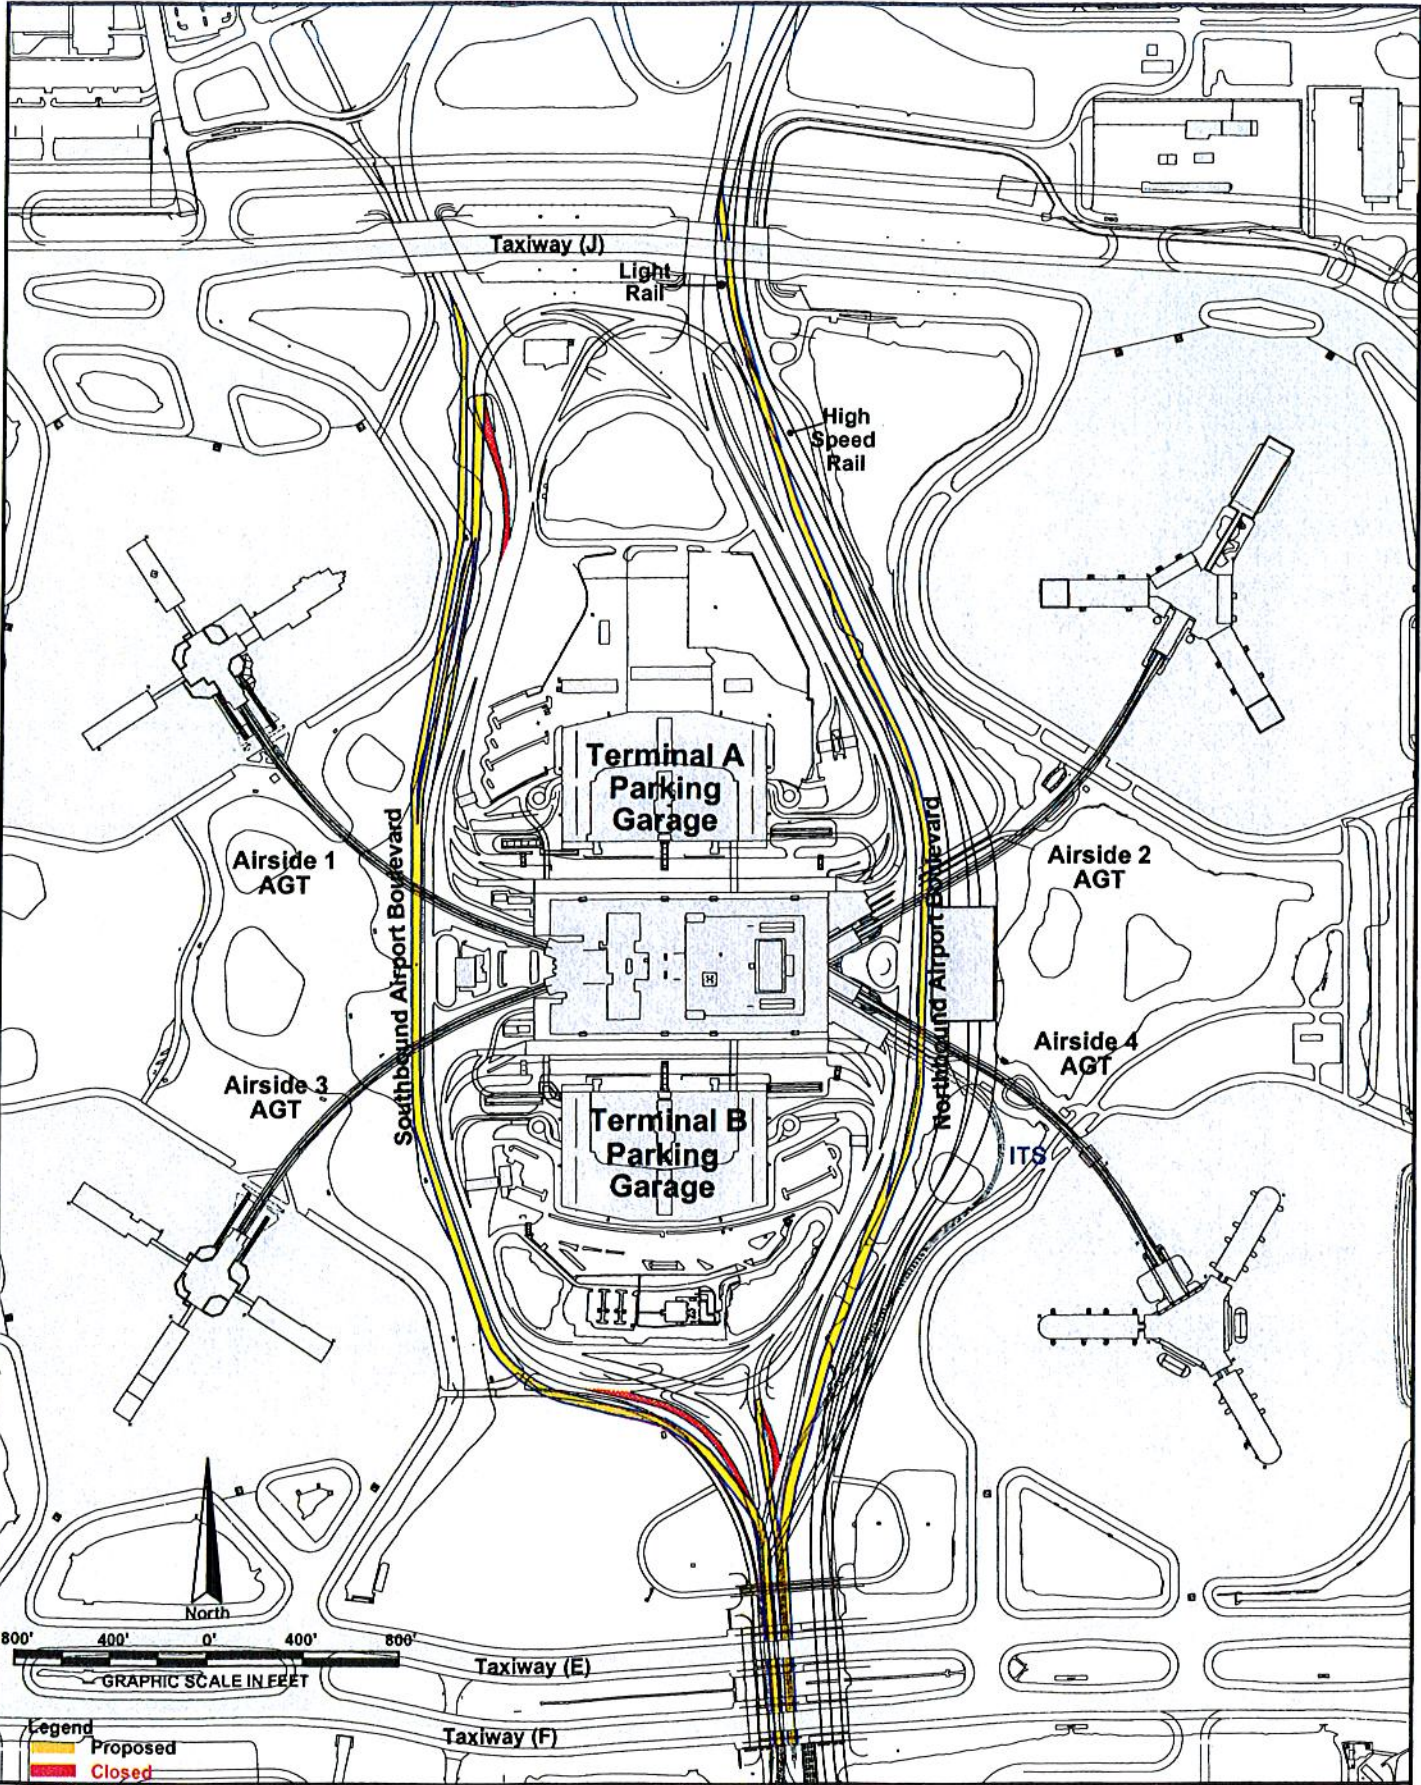 Taxiway (J)
Light
Rail
High
Speed
Rail
Terminal A
Parking
Garage
Southbound Airport Boulevard
Northbound Airport Boulevard
Airside 1
AGT
Airside 2
AGT
Airside 3
AGT
Airside 4
AGT
Terminal B
Parking
Garage
ITS
North
800' 400' 0' 400' 800'
GRAPHIC SCALE IN FEET
Taxiway (E)
Taxiway (F)
Legend
Proposed
Closed